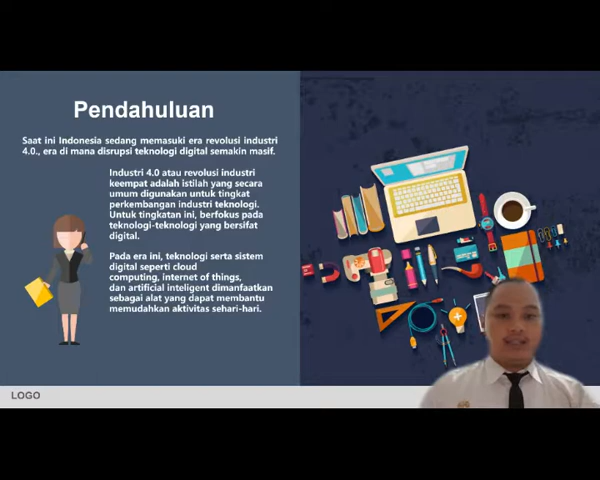 Pendahuluan
Saat ini Indonesia sedang memasuki era revolusi industri
4.0., era di mana disrupsi teknologi digital semakin masif.
Industri 4.0 atau revolusi industri
keempat adalah istilah yang secara
umum digunakan untuk tingkat
perkembangan industri teknologi.
Untuk tingkatan ini, berfokus pada
teknologi-teknologi yang bersifat
digital.
Pada era ini, teknologi serta sistem
digital seperti cloud
computing, internet of things,
dan artificial inteligent dimanfaatkan
sebagai alat yang dapat membantu
memudahkan aktivitas sehari-hari.
LOGO